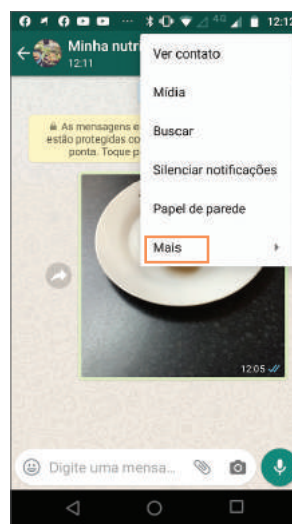 4G 12:12
Minha nutri
12:11
Ver contato
Mídia
Buscar
Silenciar notificações
Papel de parede
Mais
As mensagens e
estão protegidas co
ponta. Toque p
12:05
Digite uma mensa...